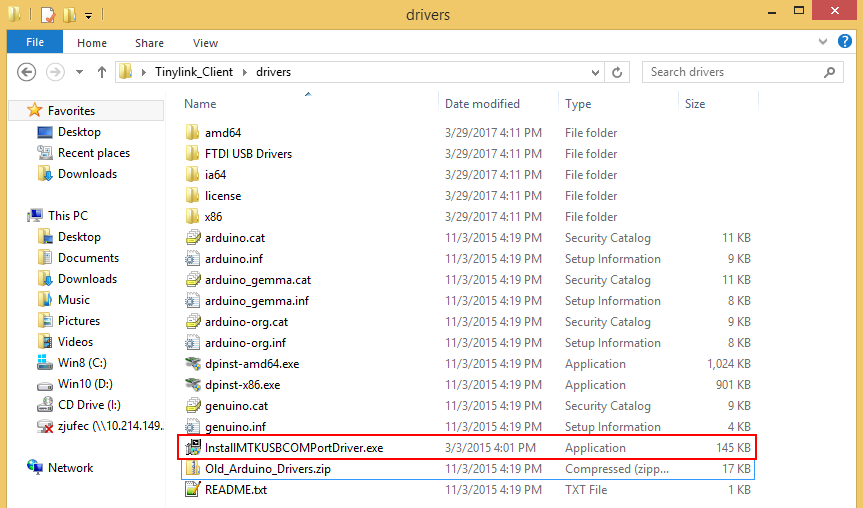 drivers
File Home Share View
Tinylink_Client drivers Search drivers
Name Date modified Type Size
Favorites
Desktop
Recent places
Downloads
This PC
Desktop
Documents
Downloads
Music
Pictures
Videos
Win8 (C:)
Win10 (D:)
CD Drive (I:)
zjufec (\\10.214.149...
Network
amd64 3/29/2017 4:11 PM File folder
FTDI USB Drivers 3/29/2017 4:11 PM File folder
ia64 3/29/2017 4:11 PM File folder
license 3/29/2017 4:11 PM File folder
x86 3/29/2017 4:11 PM File folder
arduino.cat 11/3/2015 4:19 PM Security Catalog 11 KB
arduino.inf 11/3/2015 4:19 PM Setup Information 9 KB
arduino_gemma.cat 11/3/2015 4:19 PM Security Catalog 11 KB
arduino_gemma.inf 11/3/2015 4:19 PM Setup Information 8 KB
arduino-org.cat 11/3/2015 4:19 PM Security Catalog 9 KB
arduino-org.inf 11/3/2015 4:19 PM Setup Information 8 KB
dpinst-amd64.exe 11/3/2015 4:19 PM Application 1,024 KB
dpinst-x86.exe 11/3/2015 4:19 PM Application 901 KB
genuino.cat 11/3/2015 4:19 PM Security Catalog 8 KB
genuino.inf 11/3/2015 4:19 PM Setup Information 4 KB
InstallMTKUSBCOMPortDriver.exe 3/3/2015 4:01 PM Application 145 KB
Old_Arduino_Drivers.zip 11/3/2015 4:19 PM Compressed (zipp... 17 KB
README.txt 11/3/2015 4:19 PM TXT File 1 KB